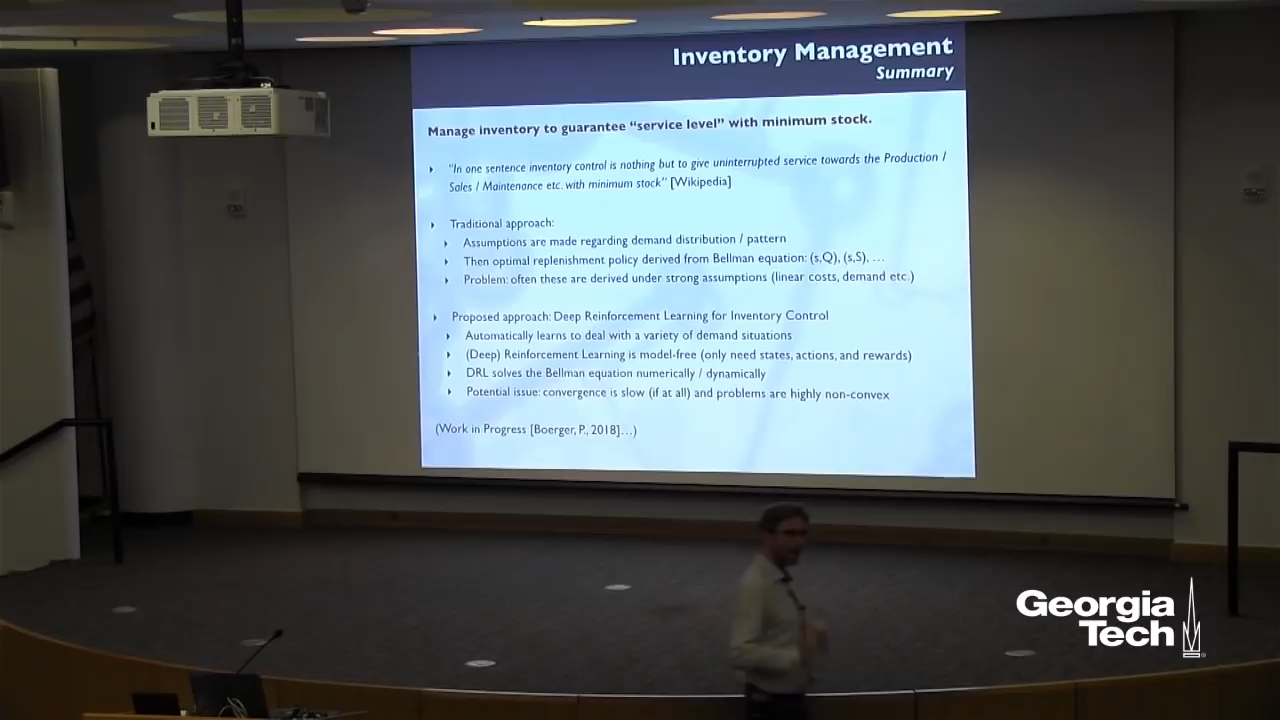 Inventory Management
Summary
Manage inventory to guarantee “service level” with minimum stock.
“In one sentence inventory control is nothing but to give uninterrupted service towards the Production /
Sales / Maintenance etc. with minimum stock” [Wikipedia]
Traditional approach:
Assumptions are made regarding demand distribution / pattern
Then optimal replenishment policy derived from Bellman equation: (s,Q), (s,S), …
Problem: often these are derived under strong assumptions (linear costs, demand etc.)
Proposed approach: Deep Reinforcement Learning for Inventory Control
Automatically learns to deal with a variety of demand situations
(Deep) Reinforcement Learning is model-free (only need states, actions, and rewards)
DRL solves the Bellman equation numerically / dynamically
Potential issue: convergence is slow (if at all) and problems are highly non-convex
(Work in Progress [Boerger, P., 2018]…)
Georgia
Tech